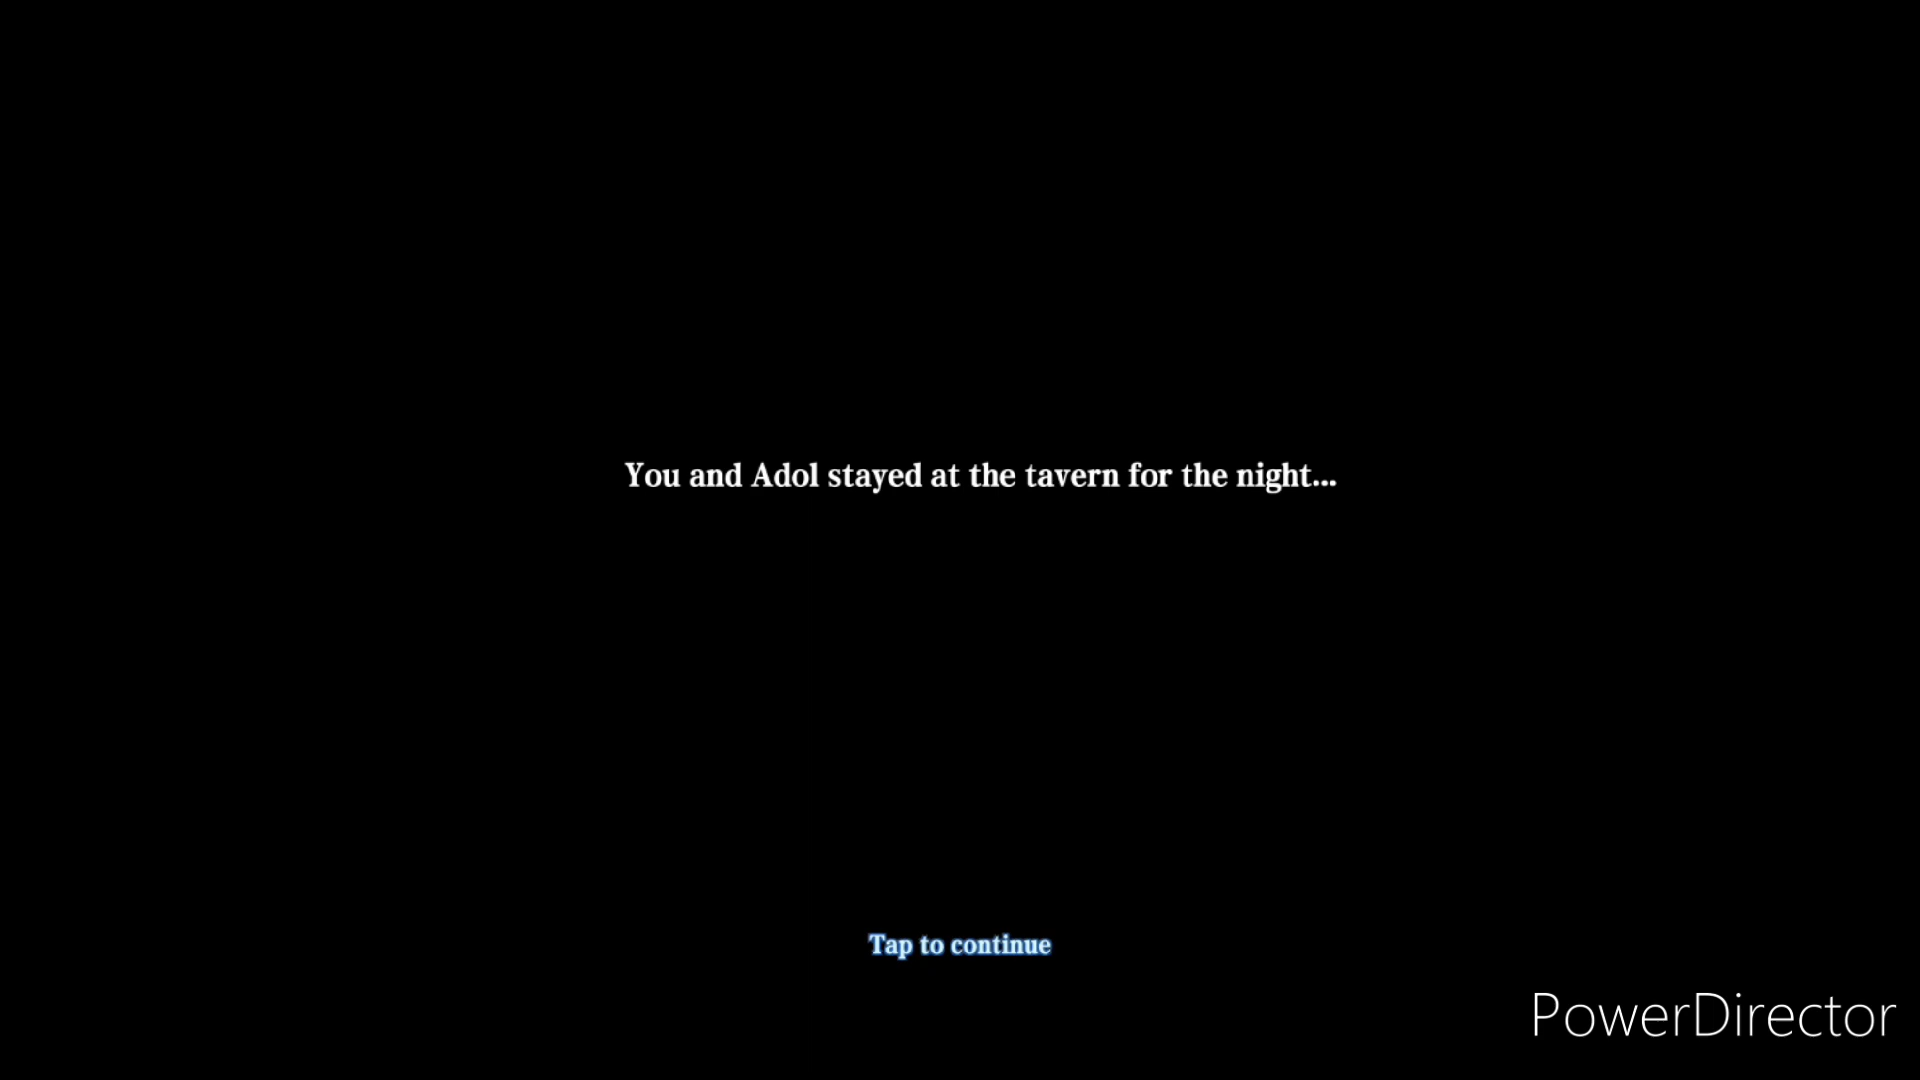 You and Adol stayed at the tavern for the night...
Tap to continue
PowerDirector